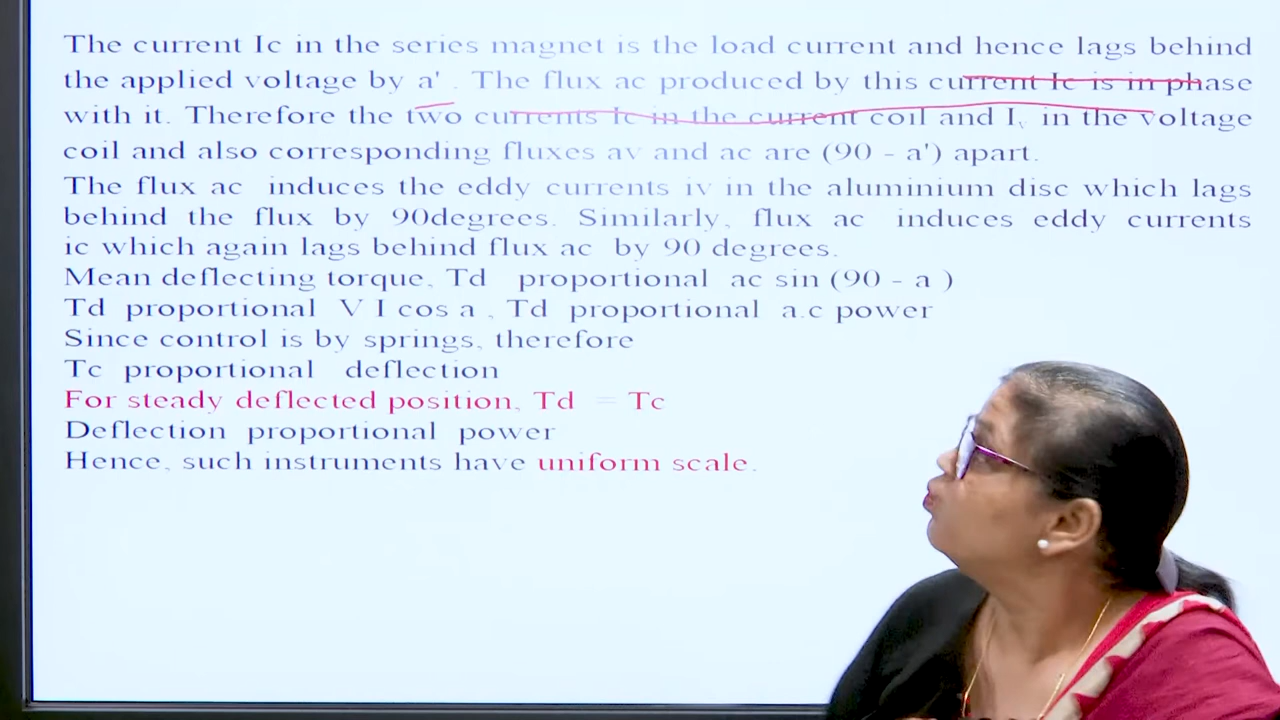 The current Ic in the series magnet is the load current and hence lags behind
the applied voltage by a' . The flux ac produced by this current Ic is in phase
with it. Therefore the two currents Ic in the current coil and Iv in the voltage
coil and also corresponding fluxes av and ac are (90 - a') apart.
The flux ac induces the eddy currents iv in the aluminium disc which lags
behind the flux by 90degrees. Similarly, flux ac induces eddy currents
ic which again lags behind flux ac by 90 degrees.
Mean deflecting torque, Td proportional ac sin (90 - a )
Td proportional V I cos a , Td proportional a.c power
Since control is by springs, therefore
Tc proportional deflection
For steady deflected position, Td = Tc
Deflection proportional power
Hence, such instruments have uniform scale.